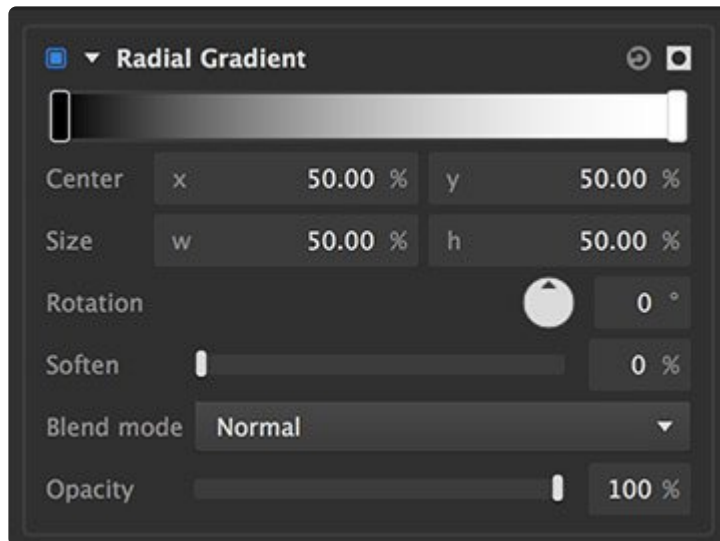 Radial Gradient
Center x 50.00 % y 50.00 %
Size w 50.00 % h 50.00 %
Rotation 0 °
Soften 0 %
Blend mode Normal
Opacity 100 %